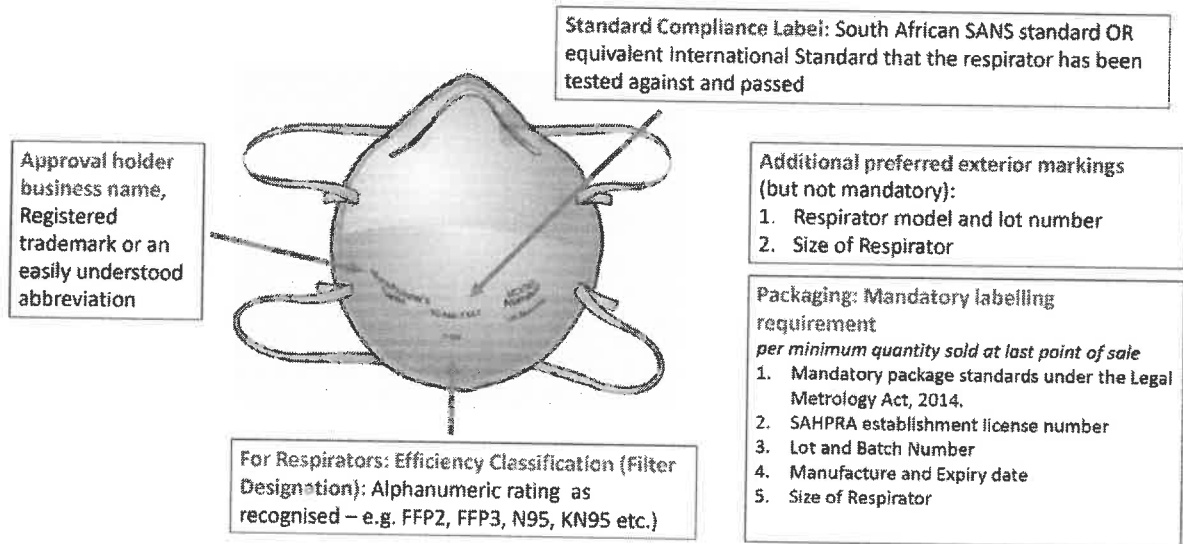 Standard Compliance Label: South African SANS standard OR
equivalent International Standard that the respirator has been
tested against and passed
Approval holder
business name,
Registered
trademark or an
easily understood
abbreviation
Additional preferred exterior markings
(but not mandatory):
1. Respirator model and lot number
2. Size of Respirator
Packaging: Mandatory labelling
requirement
per minimum quantity sold at last point of sale
1. Mandatory package standards under the Legal
Metrology Act, 2014.
2. SAHPRA establishment license number
3. Lot and Batch Number
4. Manufacture and Expiry date
5. Size of Respirator
For Respirators: Efficiency Classification (Filter
Designation): Alphanumeric rating as
recognised – e.g. FFP2, FFP3, N95, KN95 etc.)